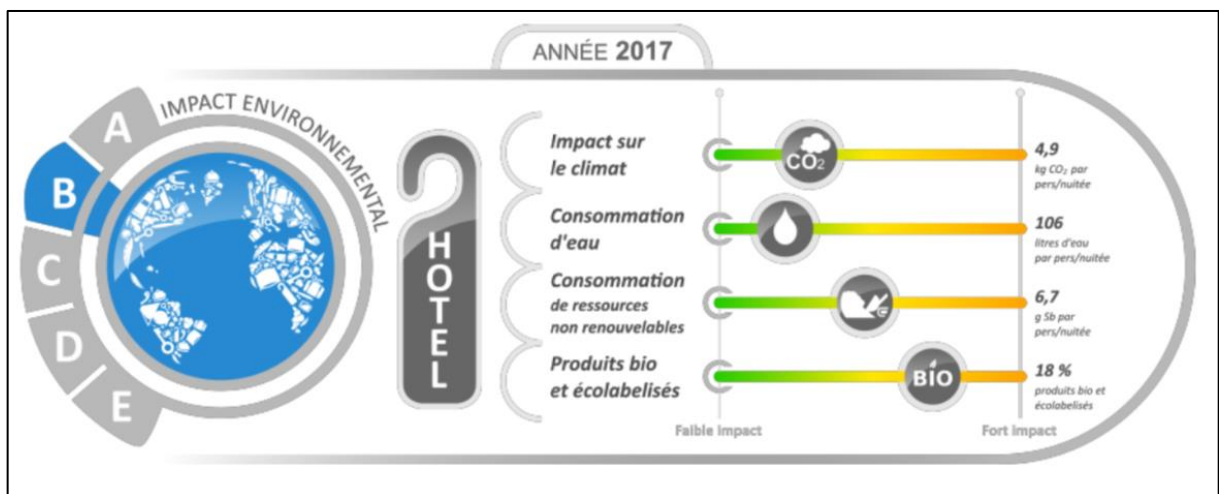 ANNÉE 2017
IMPACT ENVIRONNEMENTAL
A
B
C
D
E
HOTEL
Impact sur
le climat
CO₂
4,9
kg CO₂ par
pers/nuitée
Consommation
d'eau
106
litres d'eau
par pers/nuitée
Consommation
de ressources
non renouvelables
6,7
g Sb par
pers/nuitée
Produits bio
et écolabelisés
BIO
18 %
produits bio et
écolabelisés
Faible impact
Fort impact